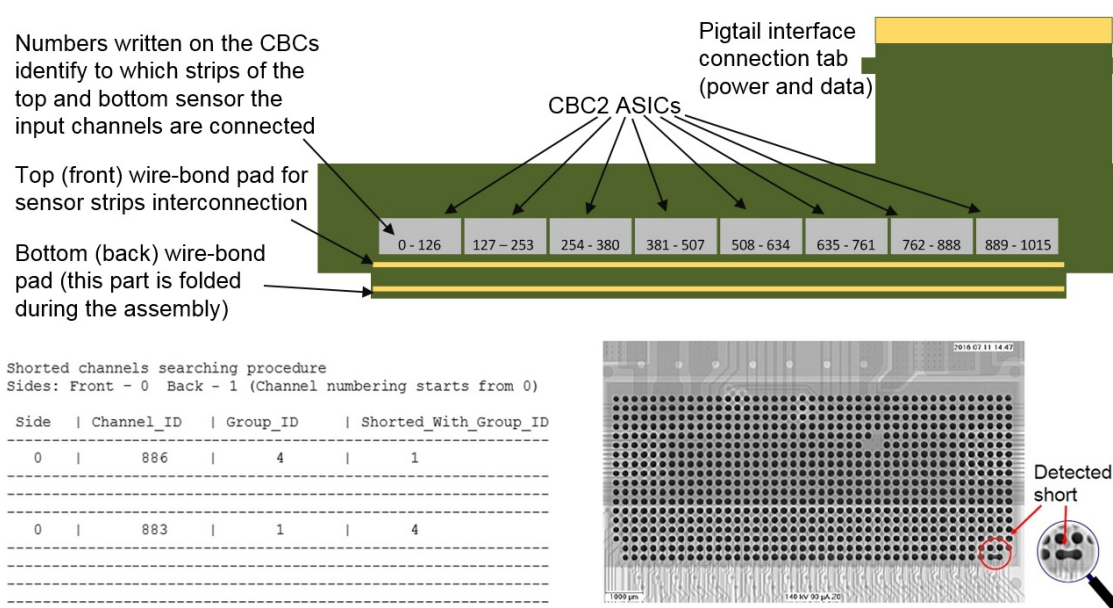 Numbers written on the CBCs
identify to which strips of the
top and bottom sensor the
input channels are connected
Top (front) wire-bond pad for
sensor strips interconnection
Bottom (back) wire-bond
pad (this part is folded
during the assembly)
Pigtail interface
connection tab
(power and data)
CBC2 ASICs
0 - 126
127 – 253
254 - 380
381 - 507
508 - 634
635 - 761
762 - 888
889 - 1015
Shorted channels searching procedure
Sides: Front - 0 Back - 1 (Channel numbering starts from 0)
Side | Channel_ID | Group_ID | Shorted_With_Group_ID
0 | 886 | 4 | 1
0 | 883 | 1 | 4
2016.07.11 14:47
Detected
short
1000 µm
140 kV 90 µA 20